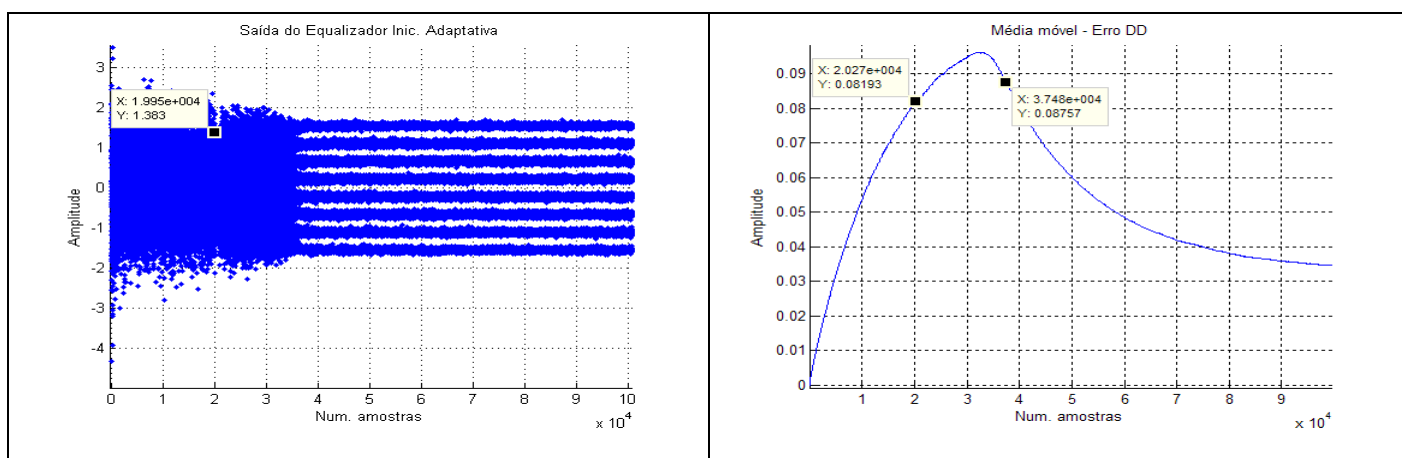 Saída do Equalizador Inic. Adaptativa
3
2
1
0
-1
-2
-3
-4
Amplitude
X: 1.995e+004
Y: 1.383
0 1 2 3 4 5 6 7 8 9 10
Num. amostras
x 10^4
Média móvel - Erro DD
0.09
0.08
0.07
0.06
0.05
0.04
0.03
0.02
0.01
0
Amplitude
X: 2.027e+004
Y: 0.08193
X: 3.748e+004
Y: 0.08757
1 2 3 4 5 6 7 8 9
Num. amostras
x 10^4